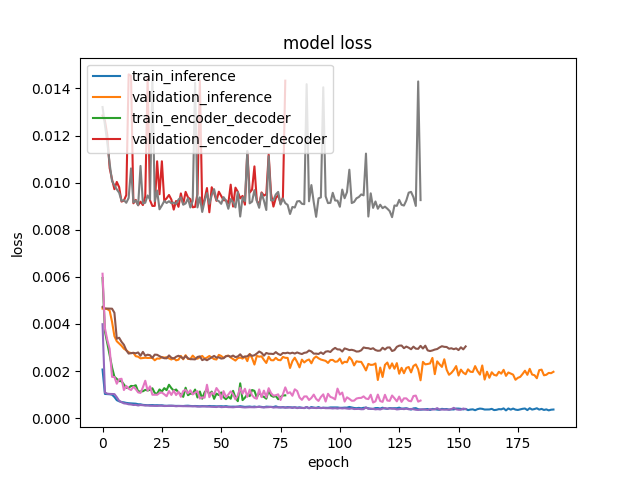 model loss
train_inference
validation_inference
train_encoder_decoder
validation_encoder_decoder
0.014
0.012
0.010
0.008
0.006
0.004
0.002
0.000
loss
0 25 50 75 100 125 150 175
epoch